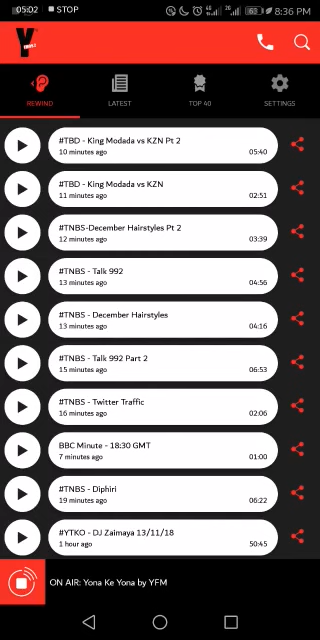 05:02 STOP 63 8:36 PM
Y
REWIND LATEST TOP 40 SETTINGS
#TBD - King Modada vs KZN Pt 2
10 minutes ago 05:40
#TBD - King Modada vs KZN
11 minutes ago 02:51
#TNBS-December Hairstyles Pt 2
12 minutes ago 03:39
#TNBS - Talk 992
13 minutes ago 04:56
#TNBS - December Hairstyles
13 minutes ago 04:16
#TNBS - Talk 992 Part 2
15 minutes ago 06:53
#TNBS - Twitter Traffic
16 minutes ago 02:06
BBC Minute - 18:30 GMT
7 minutes ago 01:00
#TNBS - Diphiri
19 minutes ago 06:22
#YTKO - DJ Zaimaya 13/11/18
1 hour ago 50:45
ON AIR: Yona Ke Yona by YFM